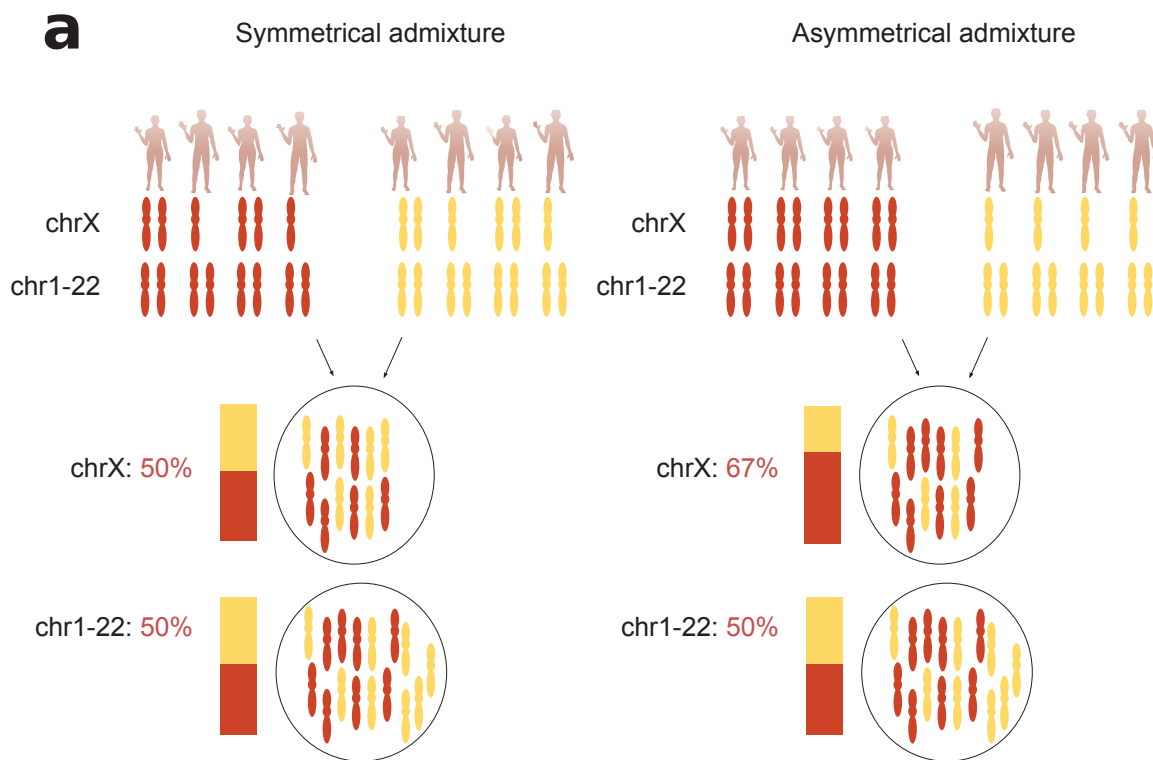 a
Symmetrical admixture
Asymmetrical admixture
chrX
chr1-22
chrX
chr1-22
chrX: 50%
chrX: 67%
chr1-22: 50%
chr1-22: 50%